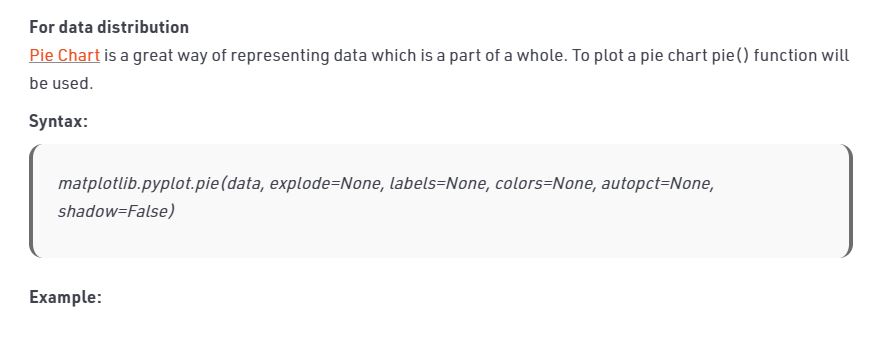 For data distribution
Pie Chart is a great way of representing data which is a part of a whole. To plot a pie chart pie() function will
be used.
Syntax:
matplotlib.pyplot.pie(data, explode=None, labels=None, colors=None, autopct=None,
shadow=False)
Example: